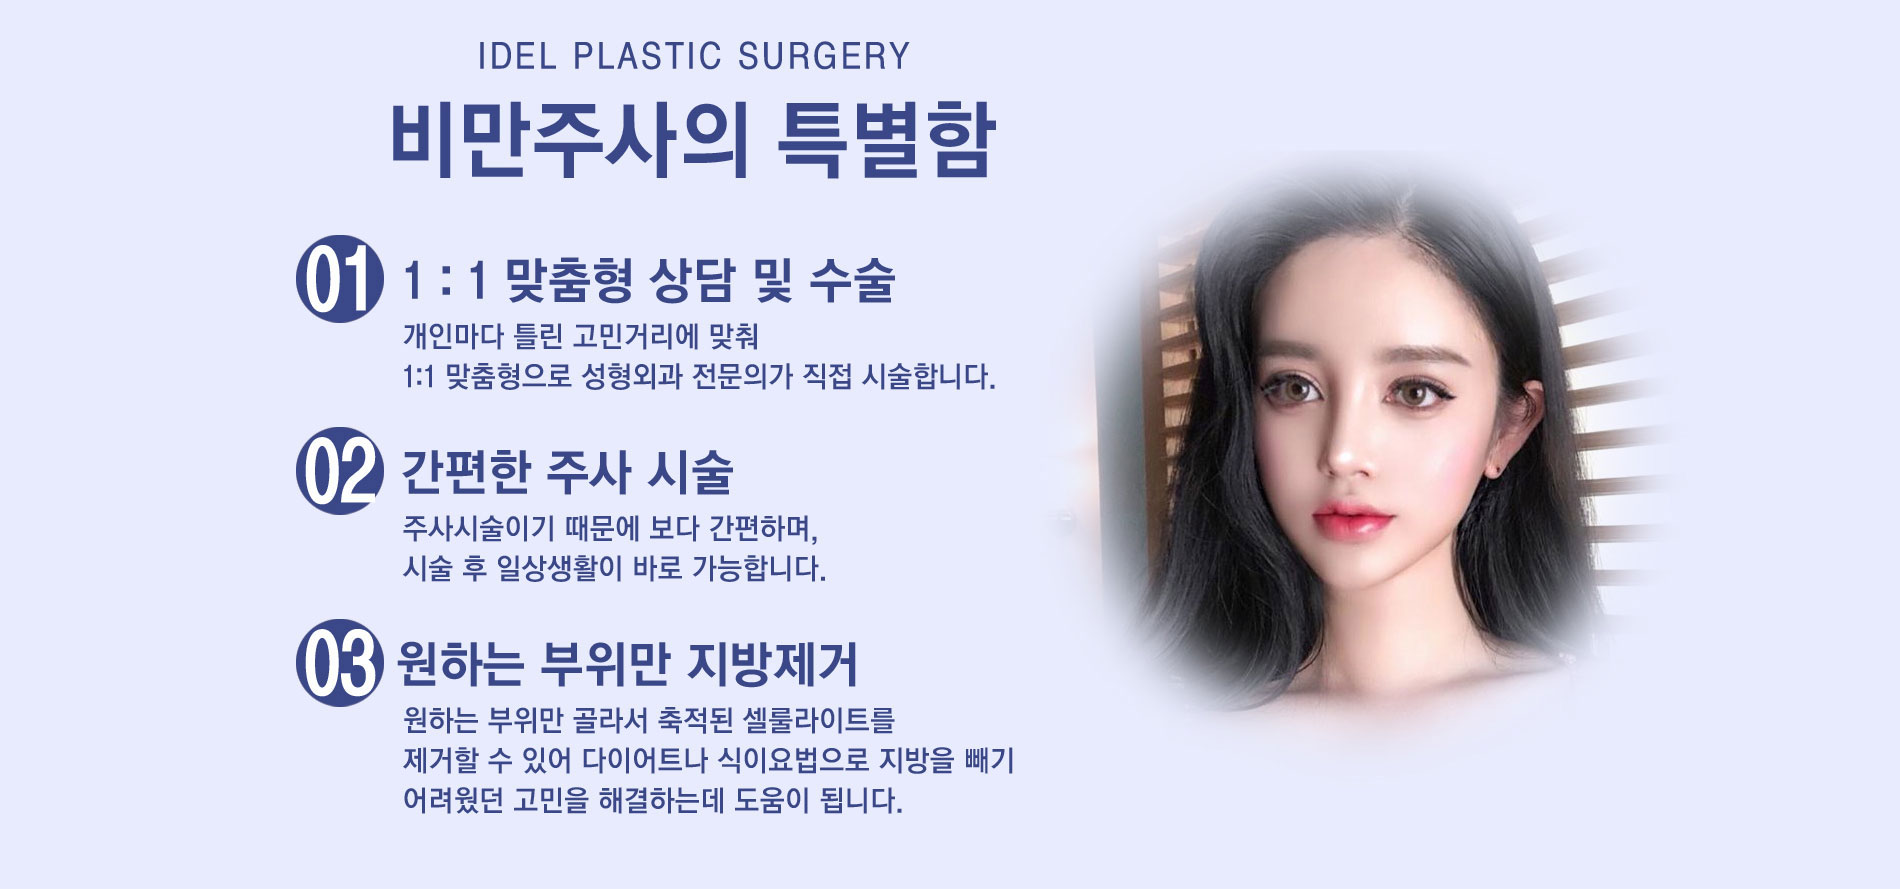 IDEL PLASTIC SURGERY
비만주사의 특별함
01 1 : 1 맞춤형 상담 및 수술
개인마다 틀린 고민거리에 맞춰
1:1 맞춤형으로 성형외과 전문의가 직접 시술합니다.
02 간편한 주사 시술
주사시술이기 때문에 보다 간편하며,
시술 후 일상생활이 바로 가능합니다.
03 원하는 부위만 지방제거
원하는 부위만 골라서 축적된 셀룰라이트를
제거할 수 있어 다이어트나 식이요법으로 지방을 빼기
어려웠던 고민을 해결하는데 도움이 됩니다.